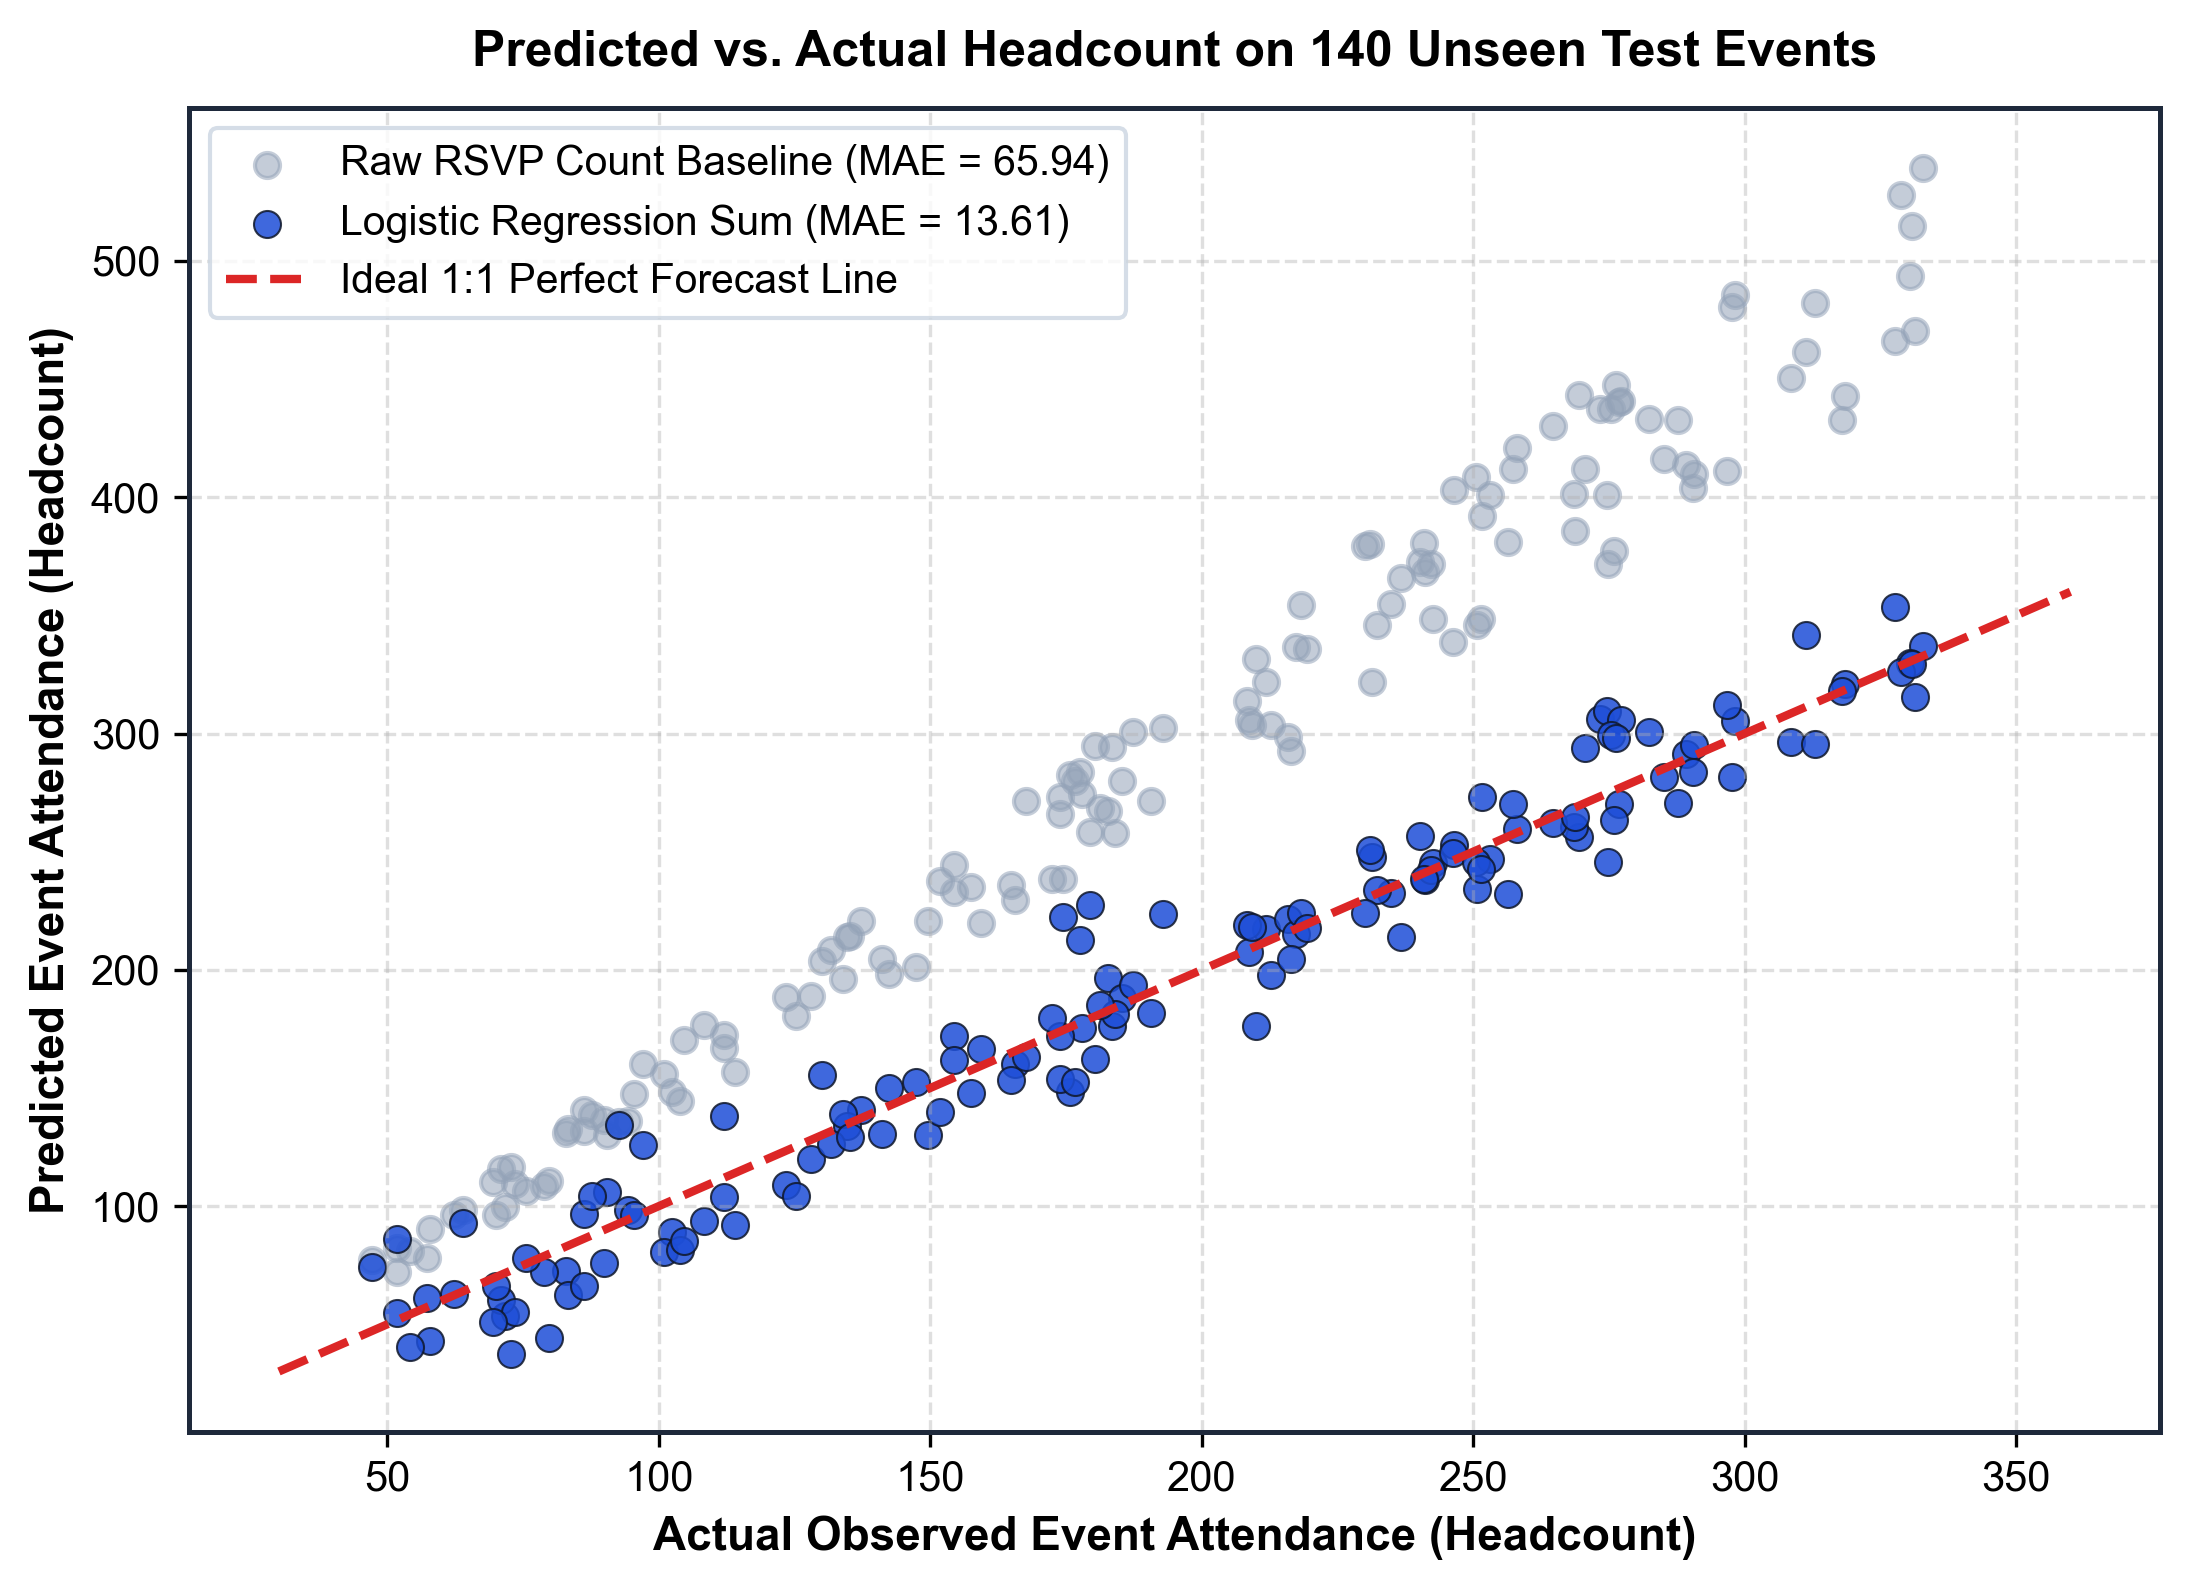 Predicted vs. Actual Headcount on 140 Unseen Test Events
Raw RSVP Count Baseline (MAE = 65.94)
Logistic Regression Sum (MAE = 13.61)
Ideal 1:1 Perfect Forecast Line
Predicted Event Attendance (Headcount)
500
400
300
200
100
50 100 150 200 250 300 350
Actual Observed Event Attendance (Headcount)